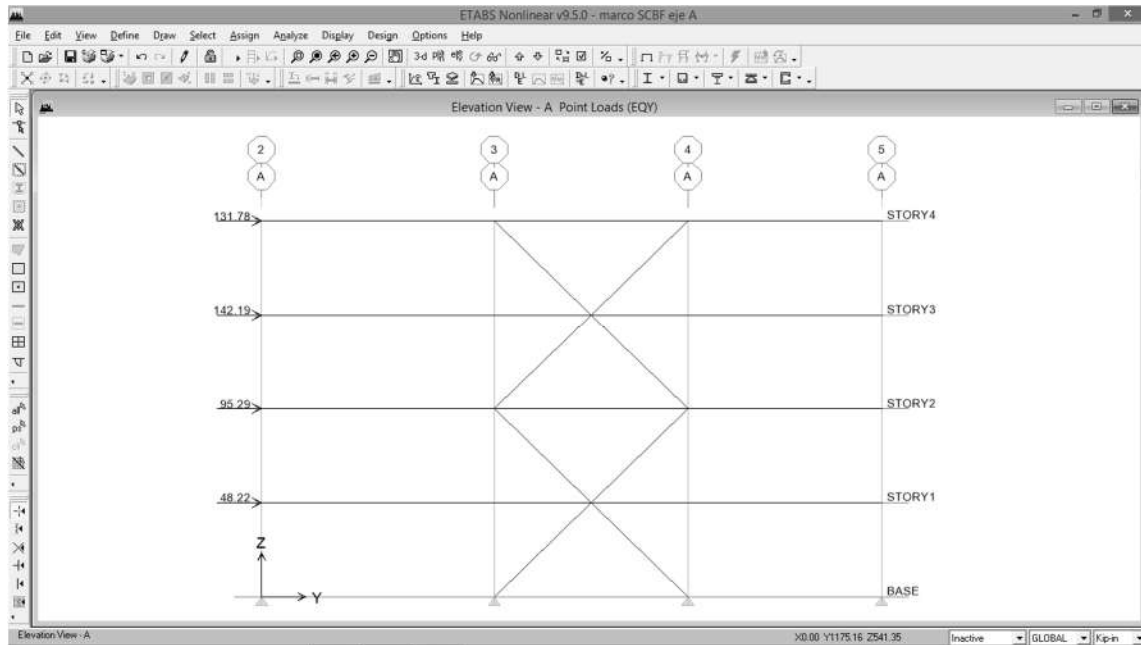 ETABS Nonlinear v9.5.0 - marco SCBF eje A
File Edit View Define Draw Select Assign Analyze Display Design Options Help
3-d
Elevation View - A Point Loads (EQY)
2 3 4 5
A A A A
131.78 STORY4
142.19 STORY3
95.29 STORY2
48.22 STORY1
Z
Y
BASE
Elevation View - A X0.00 Y1175.16 Z541.35 Inactive GLOBAL Kip-in